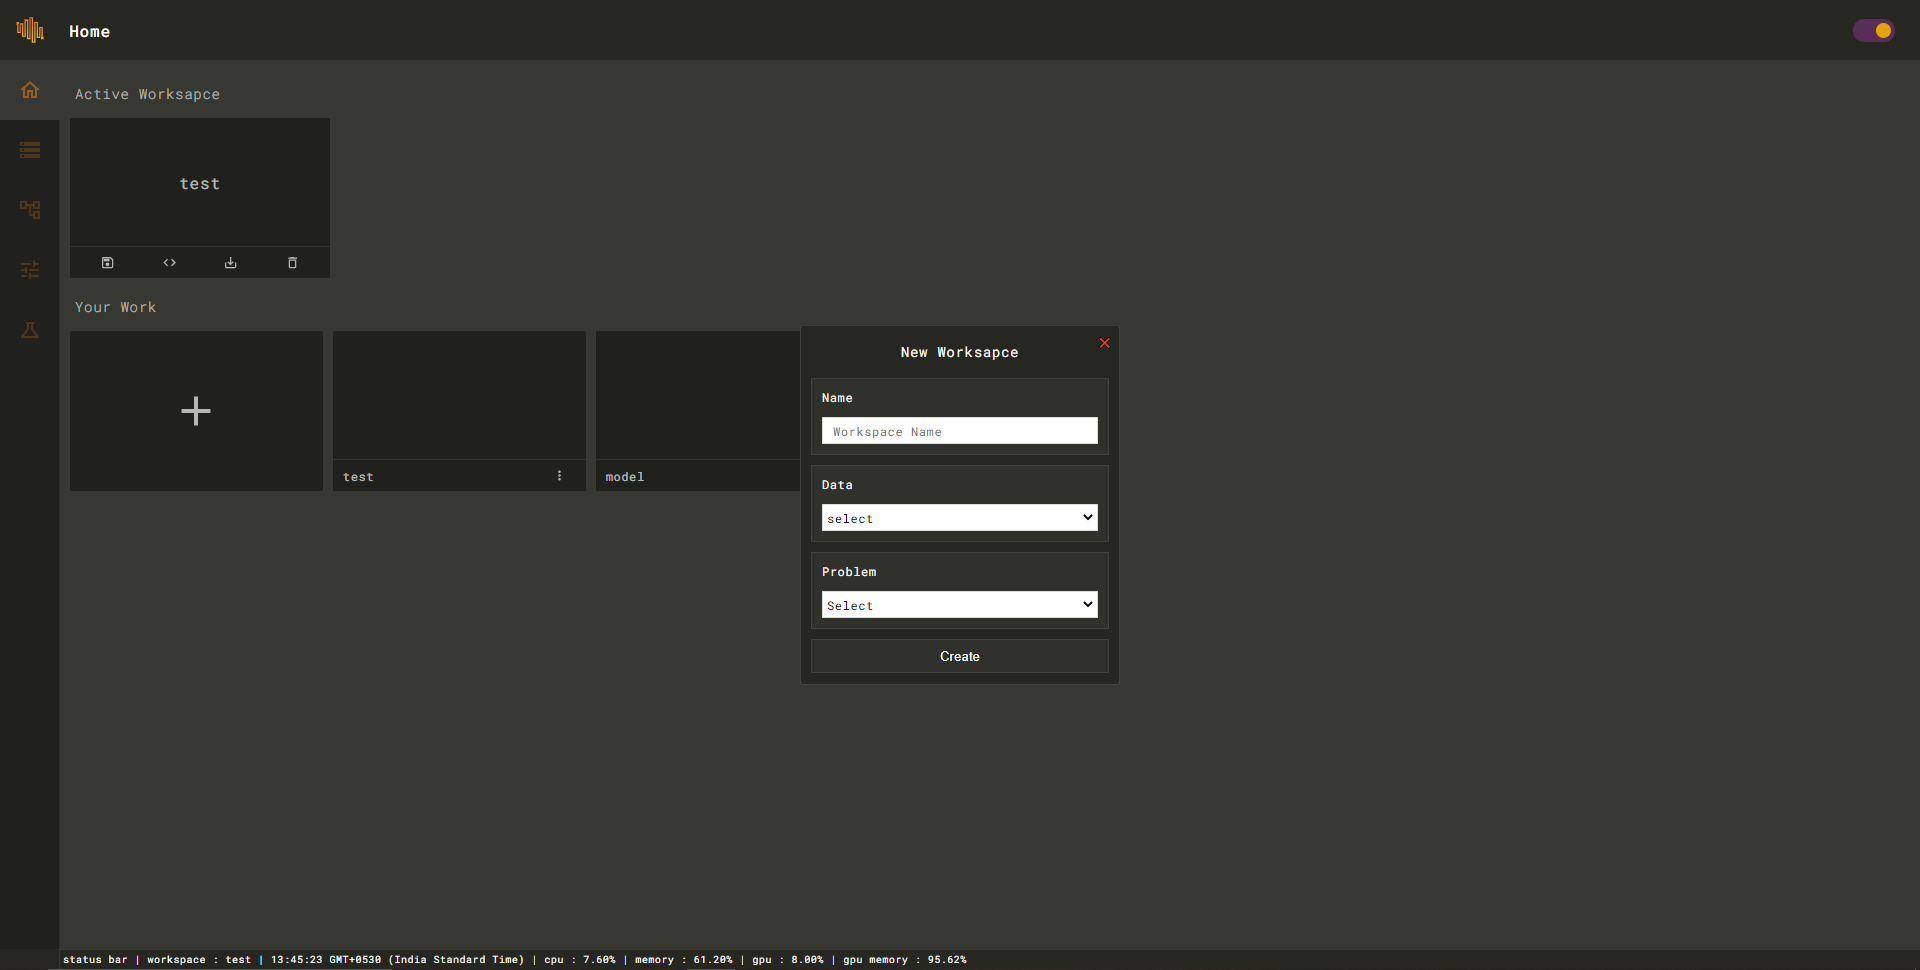 Home
Active Worksapce
test
Your Work
test
model
New Worksapce
Name
Workspace Name
Data
select
Problem
Select
Create
status bar | workspace : test | 13:45:23 GMT+0530 (India Standard Time) | cpu : 7.60% | memory : 61.20% | gpu : 8.00% | gpu memory : 95.62%